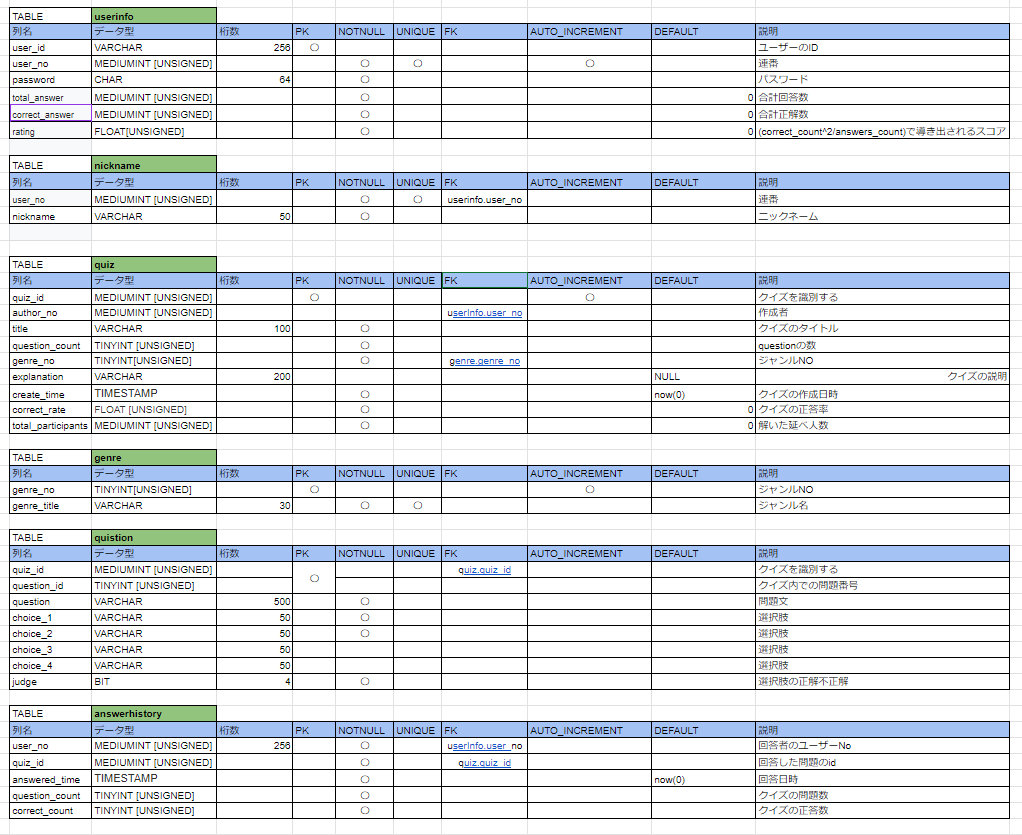 TABLE userinfo
列名 データ型 桁数 PK NOTNULL UNIQUE FK AUTO_INCREMENT DEFAULT 説明
user_id VARCHAR 256 〇 ユーザーのID
user_no MEDIUMINT [UNSIGNED] 〇 〇 〇 連番
password CHAR 64 〇 パスワード
total_answer MEDIUMINT [UNSIGNED] 〇 0 合計回答数
correct_answer MEDIUMINT [UNSIGNED] 〇 0 合計正解数
rating FLOAT[UNSIGNED] 〇 0 (correct_count^2/answers_count)で導き出されるスコア
TABLE nickname
列名 データ型 桁数 PK NOTNULL UNIQUE FK AUTO_INCREMENT DEFAULT 説明
user_no MEDIUMINT [UNSIGNED] 〇 〇 userinfo.user_no 連番
nickname VARCHAR 50 〇 ニックネーム
TABLE quiz
列名 データ型 桁数 PK NOTNULL UNIQUE FK AUTO_INCREMENT DEFAULT 説明
quiz_id MEDIUMINT [UNSIGNED] 〇 〇 クイズを識別する
author_no MEDIUMINT [UNSIGNED] userInfo.user_no 作成者
title VARCHAR 100 〇 クイズのタイトル
question_count TINYINT [UNSIGNED] 〇 questionの数
genre_no TINYINT[UNSIGNED] 〇 genre.genre_no ジャンルNO
explanation VARCHAR 200 NULL クイズの説明
create_time TIMESTAMP 〇 now(0) クイズの作成日時
correct_rate FLOAT [UNSIGNED] 〇 0 クイズの正答率
total_participants MEDIUMINT [UNSIGNED] 〇 0 解いた延べ人数
TABLE genre
列名 データ型 桁数 PK NOTNULL UNIQUE FK AUTO_INCREMENT DEFAULT 説明
genre_no TINYINT[UNSIGNED] 〇 〇 ジャンルNO
genre_title VARCHAR 30 〇 〇 ジャンル名
TABLE quistion
列名 データ型 桁数 PK NOTNULL UNIQUE FK AUTO_INCREMENT DEFAULT 説明
quiz_id MEDIUMINT [UNSIGNED] 〇 quiz.quiz_id クイズを識別する
question_id TINYINT [UNSIGNED] クイズ内での問題番号
question VARCHAR 500 〇 問題文
choice_1 VARCHAR 50 〇 選択肢
choice_2 VARCHAR 50 〇 選択肢
choice_3 VARCHAR 50 選択肢
choice_4 VARCHAR 50 選択肢
judge BIT 4 〇 選択肢の正解不正解
TABLE answerhistory
列名 データ型 桁数 PK NOTNULL UNIQUE FK AUTO_INCREMENT DEFAULT 説明
user_no MEDIUMINT [UNSIGNED] 256 〇 userInfo.user_no 回答者のユーザーNo
quiz_id MEDIUMINT [UNSIGNED] 〇 quiz.quiz_id 回答した問題のid
answered_time TIMESTAMP 〇 now(0) 回答日時
question_count TINYINT [UNSIGNED] 〇 クイズの問題数
correct_count TINYINT [UNSIGNED] 〇 クイズの正答数